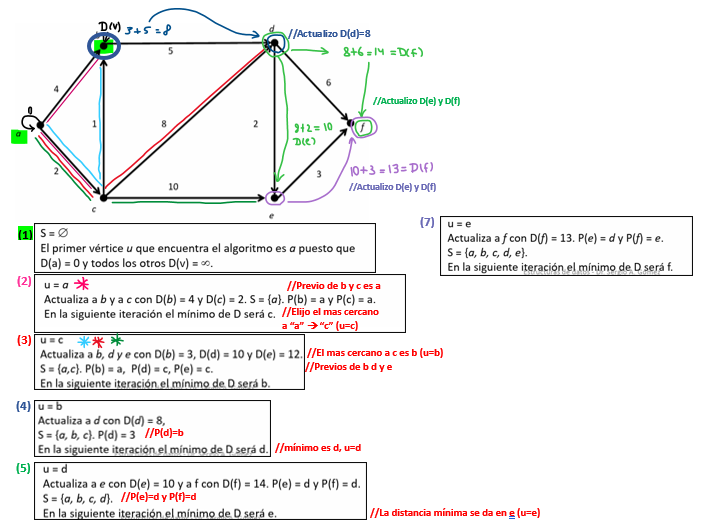 D(V) 3+5=8
d //Actualizo D(d)=8
5
8+6=14 =D(f)
4
6
0
//Actualizo D(e) y D(f)
a
1
8
2
9+2=10
D(e)
f
2
10+3=13=D(f)
3
//Actualizo D(e) y D(f)
10
c
e
(1) S = ∅
El primer vértice u que encuentra el algoritmo es a puesto que
D(a) = 0 y todos los otros D(v) = ∞.
(7) u = e
Actualiza a f con D(f) = 13. P(e) = d y P(f) = e.
S = {a, b, c, d, e}.
En la siguiente iteración el mínimo de D será f.
(2) u = a //Previo de b y c es a
Actualiza a b y a c con D(b) = 4 y D(c) = 2. S = {a}. P(b) = a y P(c) = a.
En la siguiente iteración el mínimo de D será c. //Elijo el mas cercano
a "a" → "c" (u=c)
(3) u = c
Actualiza a b, d y e con D(b) = 3, D(d) = 10 y D(e) = 12. //El mas cercano a c es b (u=b)
S = {a,c}. P(b) = a, P(d) = c, P(e) = c. //Previos de b d y e
En la siguiente iteración el mínimo de D será b.
(4) u = b
Actualiza a d con D(d) = 8,
S = {a, b, c}. P(d) = 3 //P(d)=b
En la siguiente iteración el mínimo de D será d. //mínimo es d, u=d
(5) u = d
Actualiza a e con D(e) = 10 y a f con D(f) = 14. P(e) = d y P(f) = d.
S = {a, b, c, d}. //P(e)=d y P(f)=d
En la siguiente iteración el mínimo de D será e. //La distancia mínima se da en e (u=e)